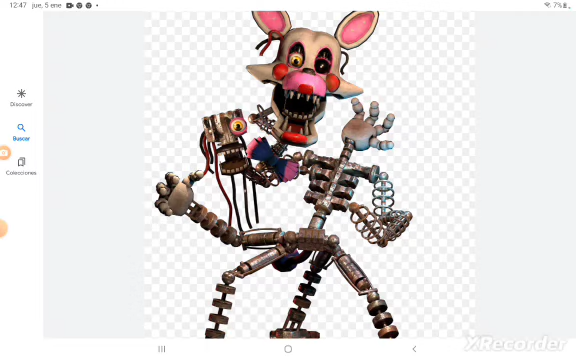 12:47 jue, 5 ene
7%
Discover
Buscar
Colecciones
XRecorder